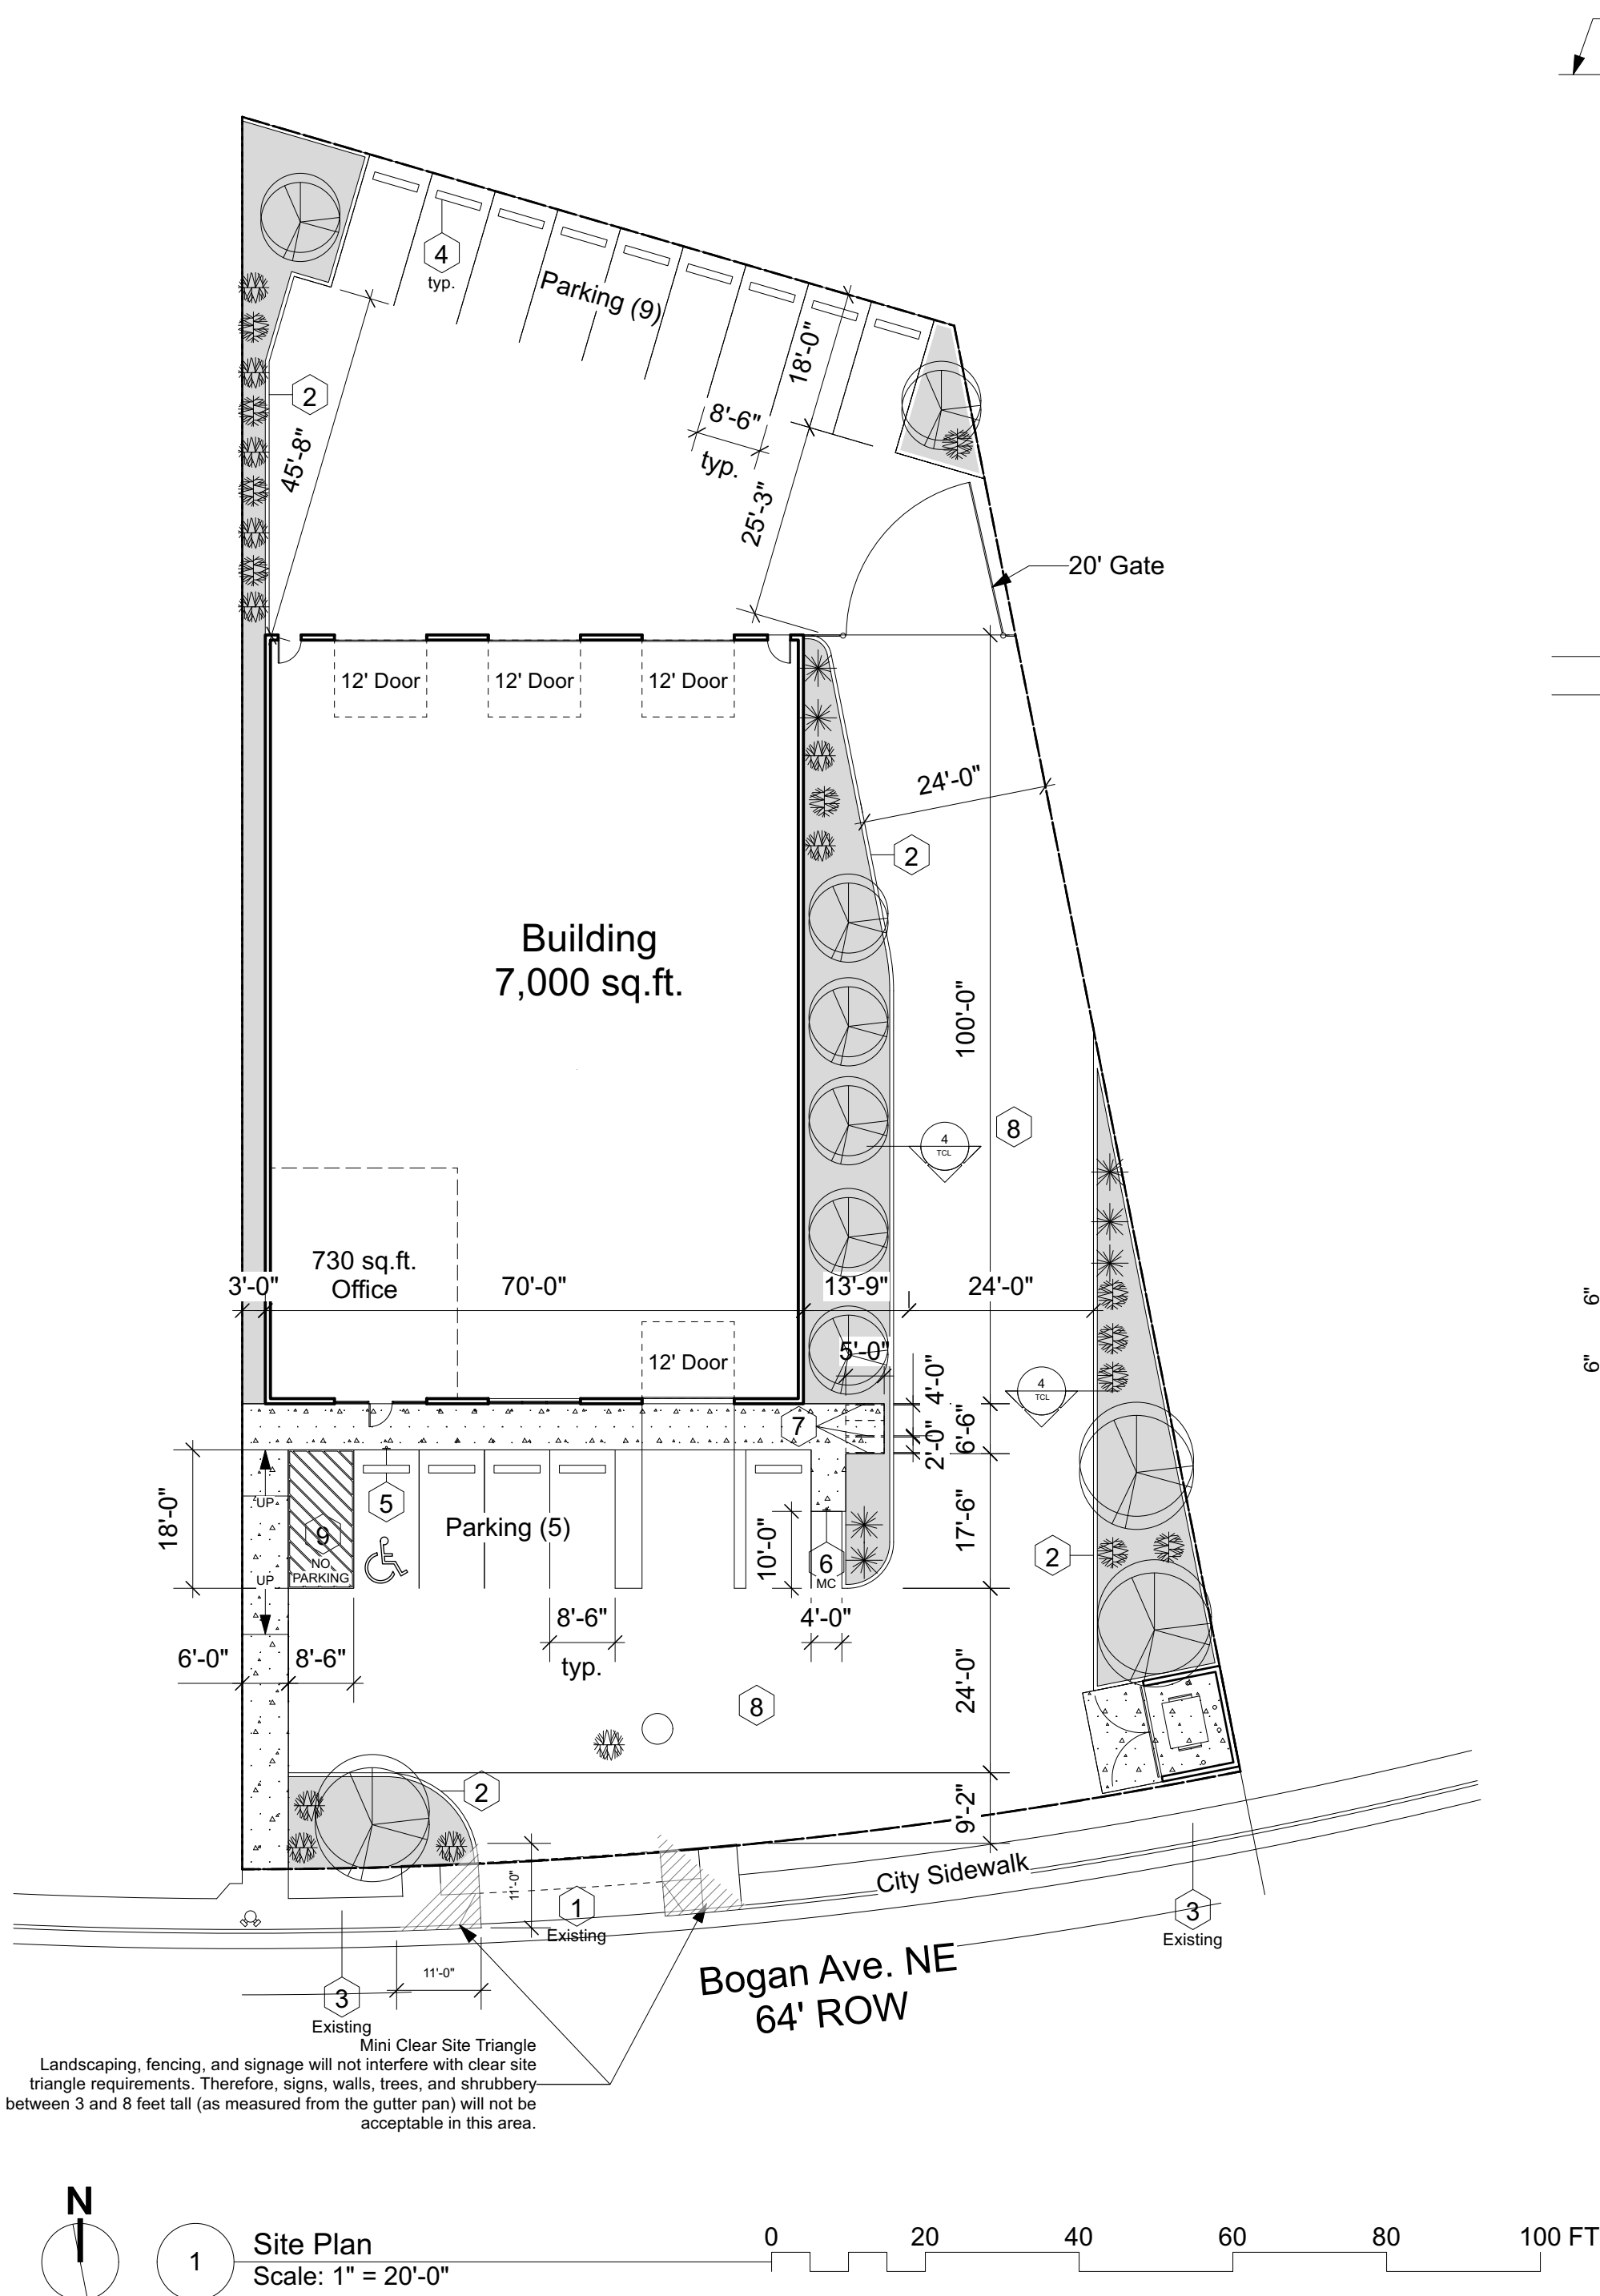 4
typ.
Parking (9)
18'-0"
2
8'-6"
typ.
45'-8"
25'-3"
20' Gate
12' Door
12' Door
12' Door
24'-0"
2
Building
7,000 sq.ft.
100'-0"
8
4
TCL
730 sq.ft.
Office
3'-0"
70'-0"
13'-9"
24'-0"
6"
6"
12' Door
5'-0"
4'-0"
4
TCL
7
2'-0"
6'-6"
18'-0"
UP
5
9
NO
PARKING
UP
Parking (5)
10'-0"
6
MC
17'-6"
2
8'-6"
typ.
4'-0"
6'-0"
8'-6"
24'-0"
8
2
9'-2"
11'-0"
1
Existing
City Sidewalk
3
Existing
11'-0"
3
Existing
Bogan Ave. NE
64' ROW
Mini Clear Site Triangle
Landscaping, fencing, and signage will not interfere with clear site
triangle requirements. Therefore, signs, walls, trees, and shrubbery
between 3 and 8 feet tall (as measured from the gutter pan) will not be
acceptable in this area.
N
1
Site Plan
Scale: 1" = 20'-0"
0 20 40 60 80 100 FT